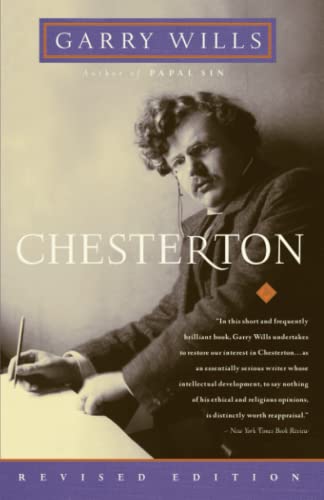 GARRY WILLS
Author of PAPAL SIN
CHESTERTON
"In this short and frequently
brilliant book, Garry Wills undertakes
to restore our interest in Chesterton...as
an essentially serious writer whose
intellectual development, to say nothing
of his ethical and religious opinions,
is distinctly worth reappraisal."
– New York Times Book Review
REVISED EDITION